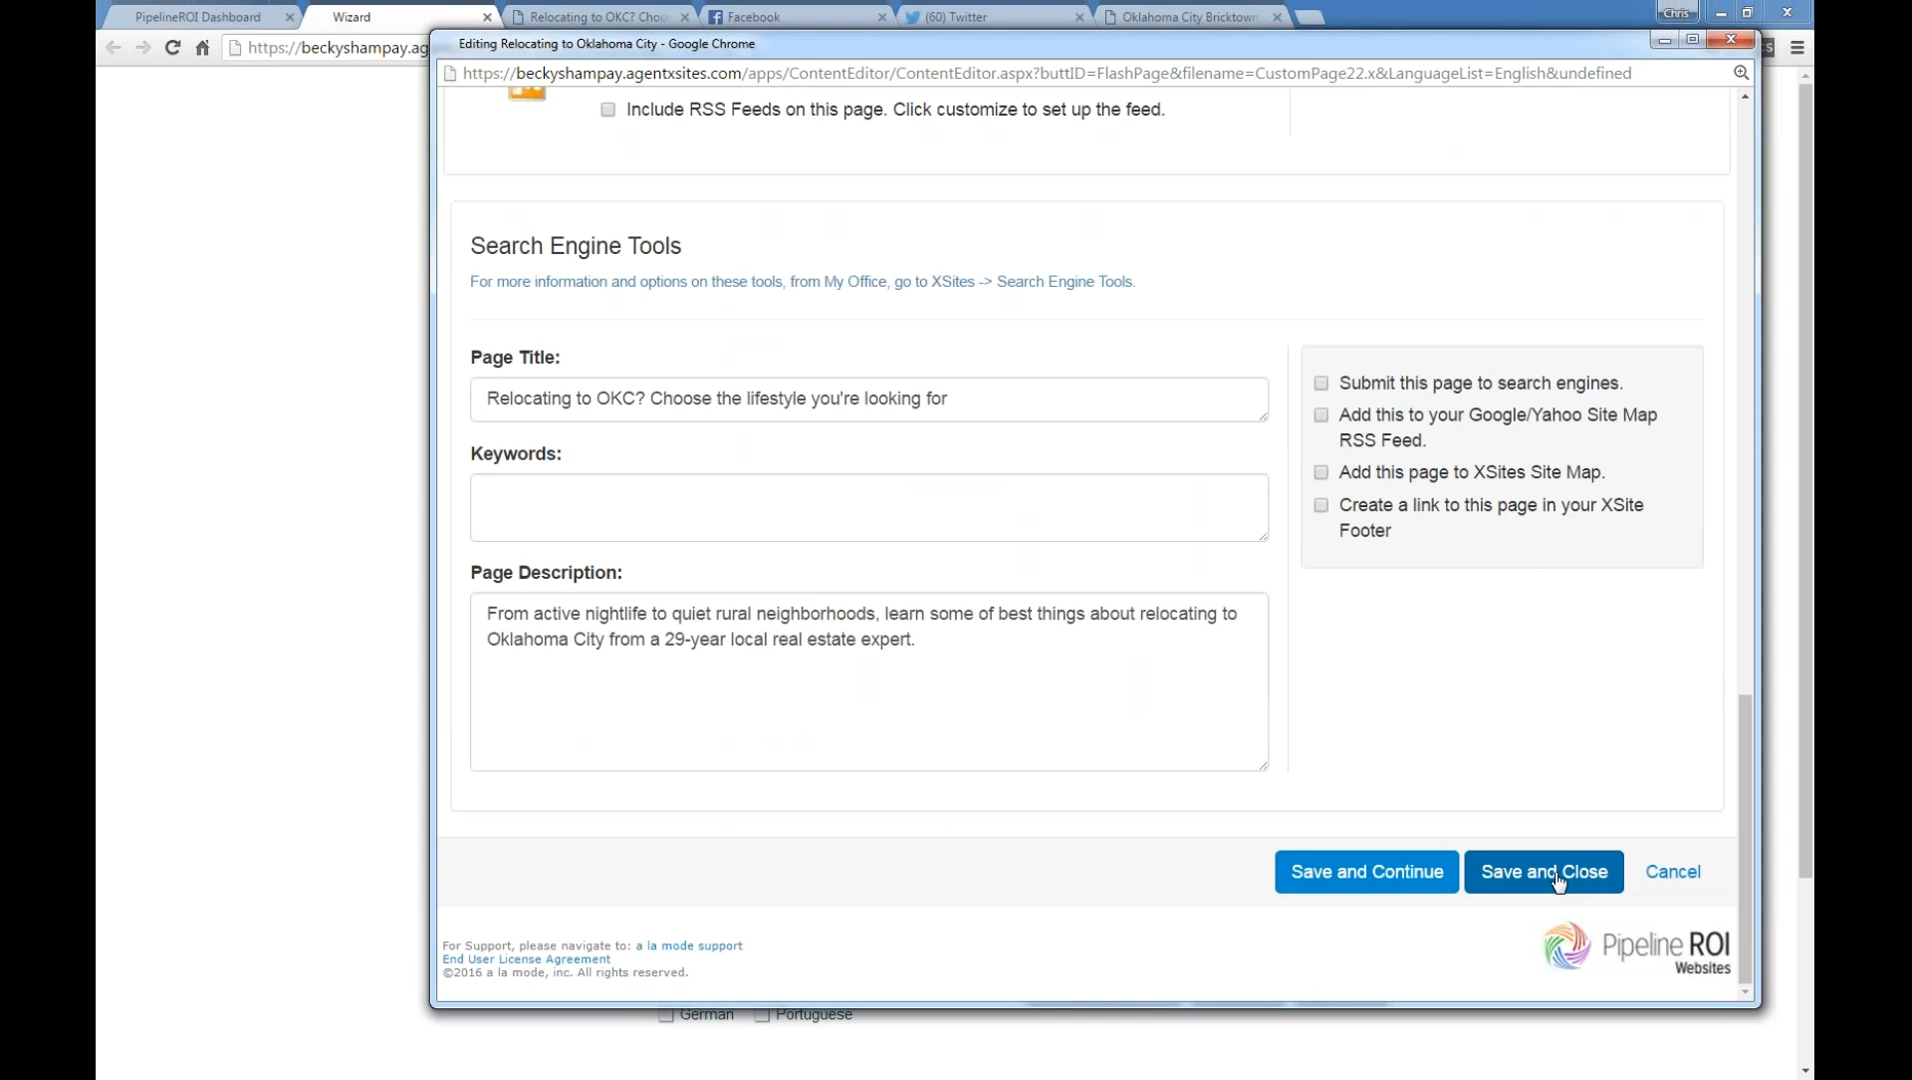 PipelineROI Dashboard
Wizard
Relocating to OKC? Choo
Facebook
(60) Twitter
Oklahoma City Bricktown
Chris
https://beckyshampay.ag
Editing Relocating to Oklahoma City - Google Chrome
https://beckyshampay.agentxsites.com/apps/ContentEditor/ContentEditor.aspx?buttID=FlashPage&filename=CustomPage22.x&LanguageList=English&undefined
Include RSS Feeds on this page. Click customize to set up the feed.
Search Engine Tools
For more information and options on these tools, from My Office, go to XSites -> Search Engine Tools.
Page Title:
Relocating to OKC? Choose the lifestyle you're looking for
Keywords:
Page Description:
From active nightlife to quiet rural neighborhoods, learn some of best things about relocating to
Oklahoma City from a 29-year local real estate expert.
Submit this page to search engines.
Add this to your Google/Yahoo Site Map
RSS Feed.
Add this page to XSites Site Map.
Create a link to this page in your XSite
Footer
Save and Continue
Save and Close
Cancel
For Support, please navigate to: a la mode support
End User License Agreement
©2016 a la mode, inc. All rights reserved.
Pipeline ROI
Websites
German
Portuguese